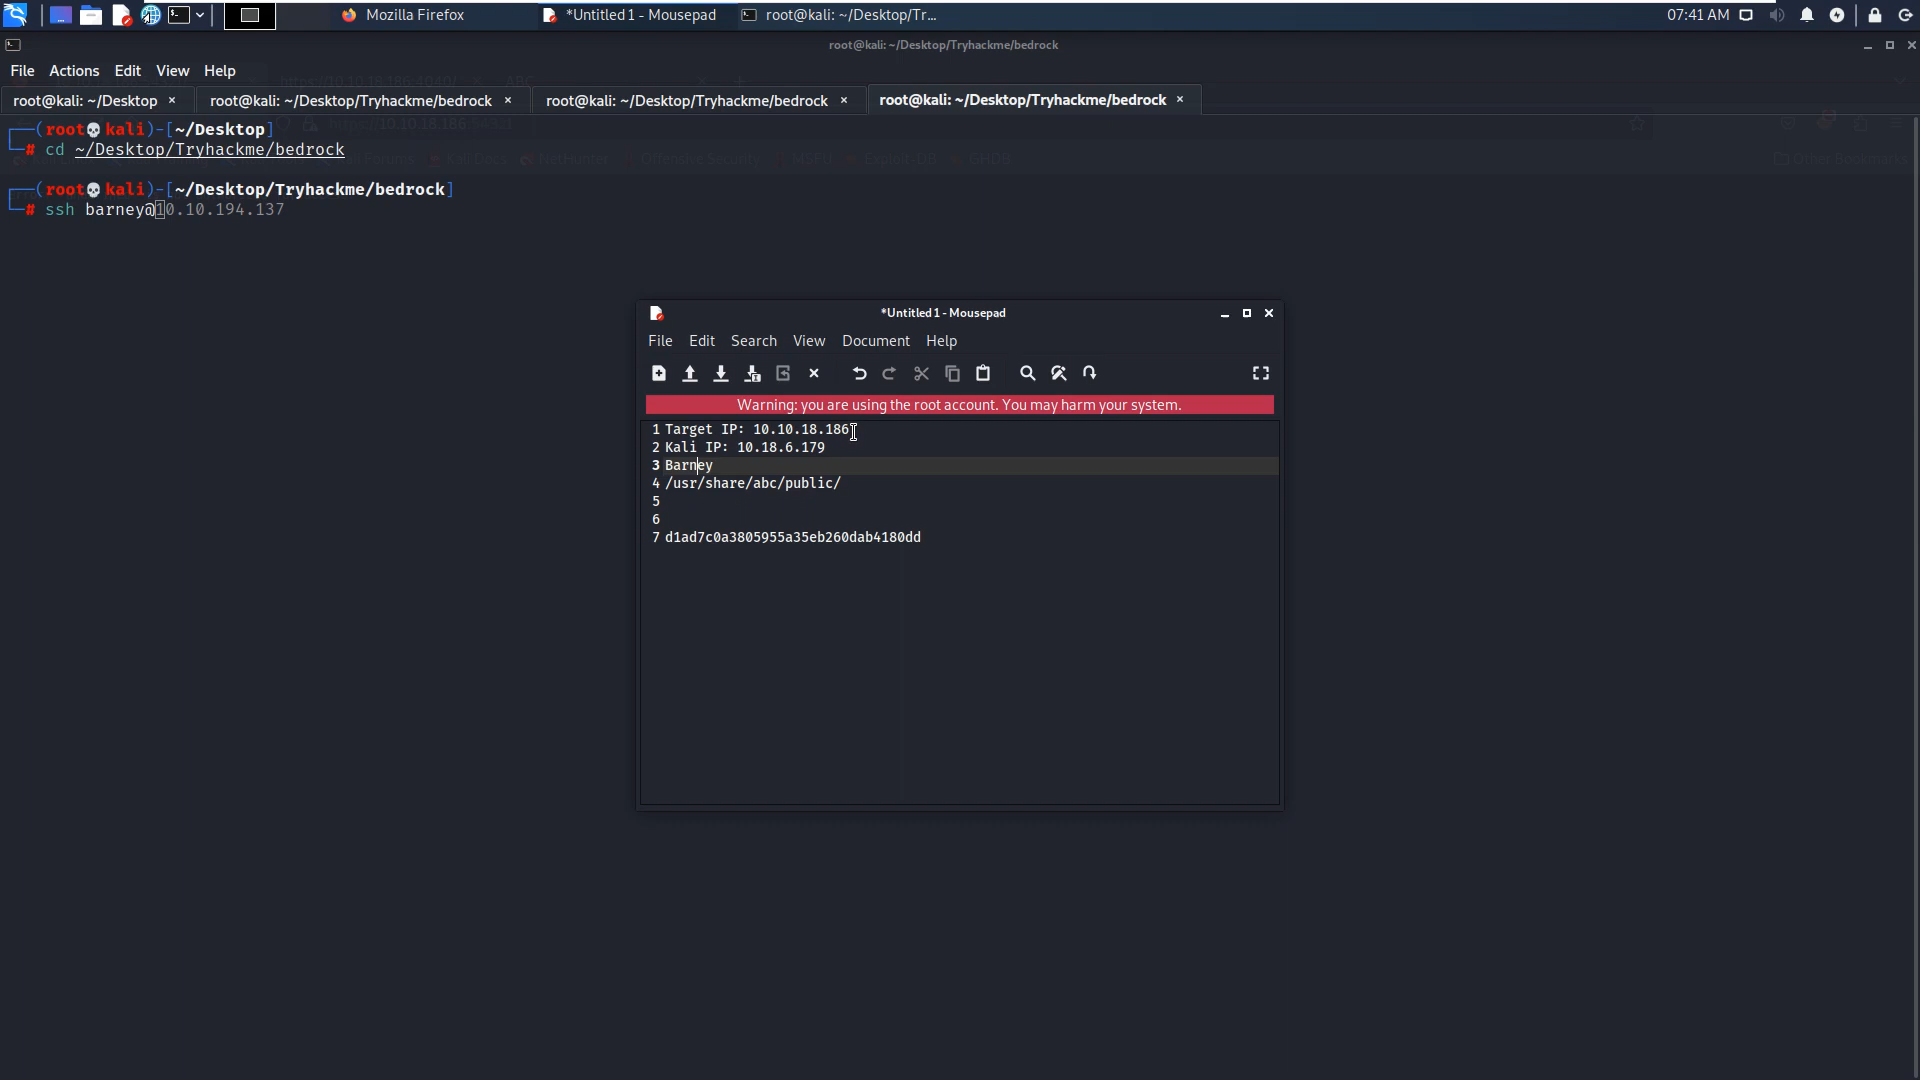 Mozilla Firefox
*Untitled 1 - Mousepad
root@kali: ~/Desktop/Tr...
07:41 AM
root@kali: ~/Desktop/Tryhackme/bedrock
File Actions Edit View Help
root@kali: ~/Desktop × root@kali: ~/Desktop/Tryhackme/bedrock × root@kali: ~/Desktop/Tryhackme/bedrock × root@kali: ~/Desktop/Tryhackme/bedrock ×
┌──(root💀kali)-[~/Desktop]
└─# cd ~/Desktop/Tryhackme/bedrock
┌──(root💀kali)-[~/Desktop/Tryhackme/bedrock]
└─# ssh barney@10.10.194.137
*Untitled 1 - Mousepad
File Edit Search View Document Help
Warning: you are using the root account. You may harm your system.
1 Target IP: 10.10.18.186
2 Kali IP: 10.18.6.179
3 Barney
4 /usr/share/abc/public/
5
6
7 d1ad7c0a3805955a35eb260dab4180dd